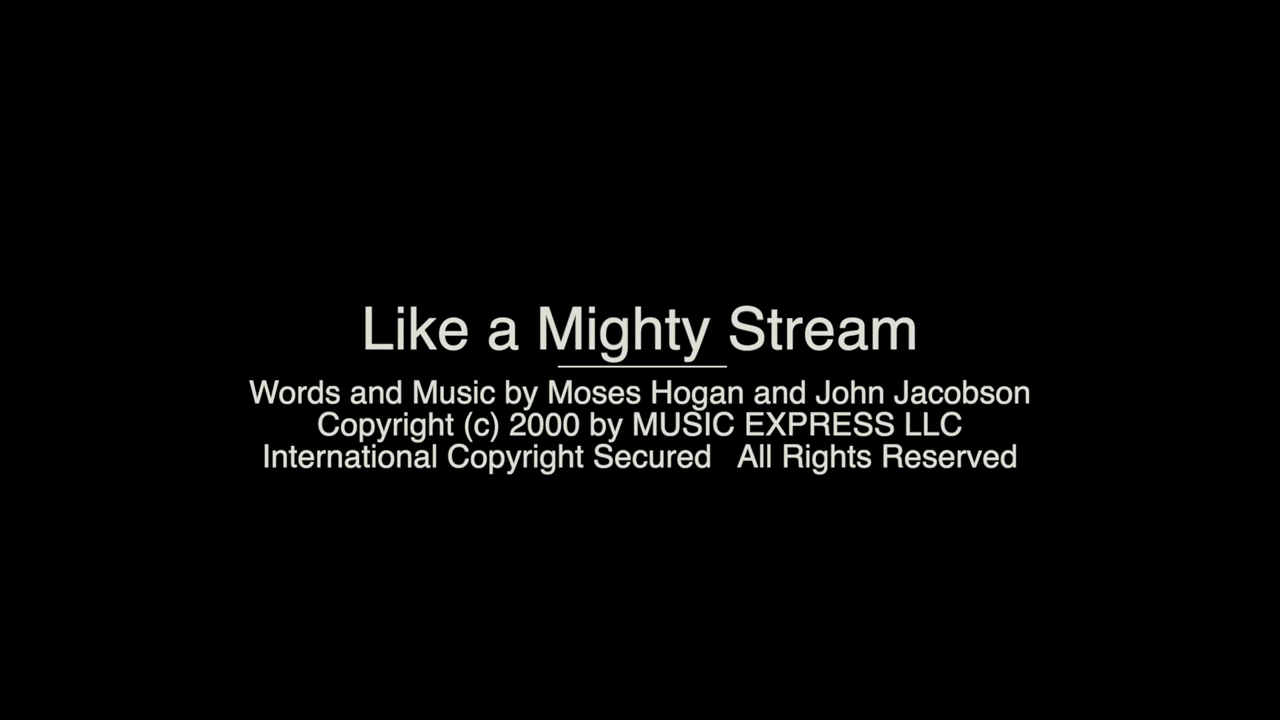 Like a Mighty Stream
Words and Music by Moses Hogan and John Jacobson
Copyright (c) 2000 by MUSIC EXPRESS LLC
International Copyright Secured   All Rights Reserved